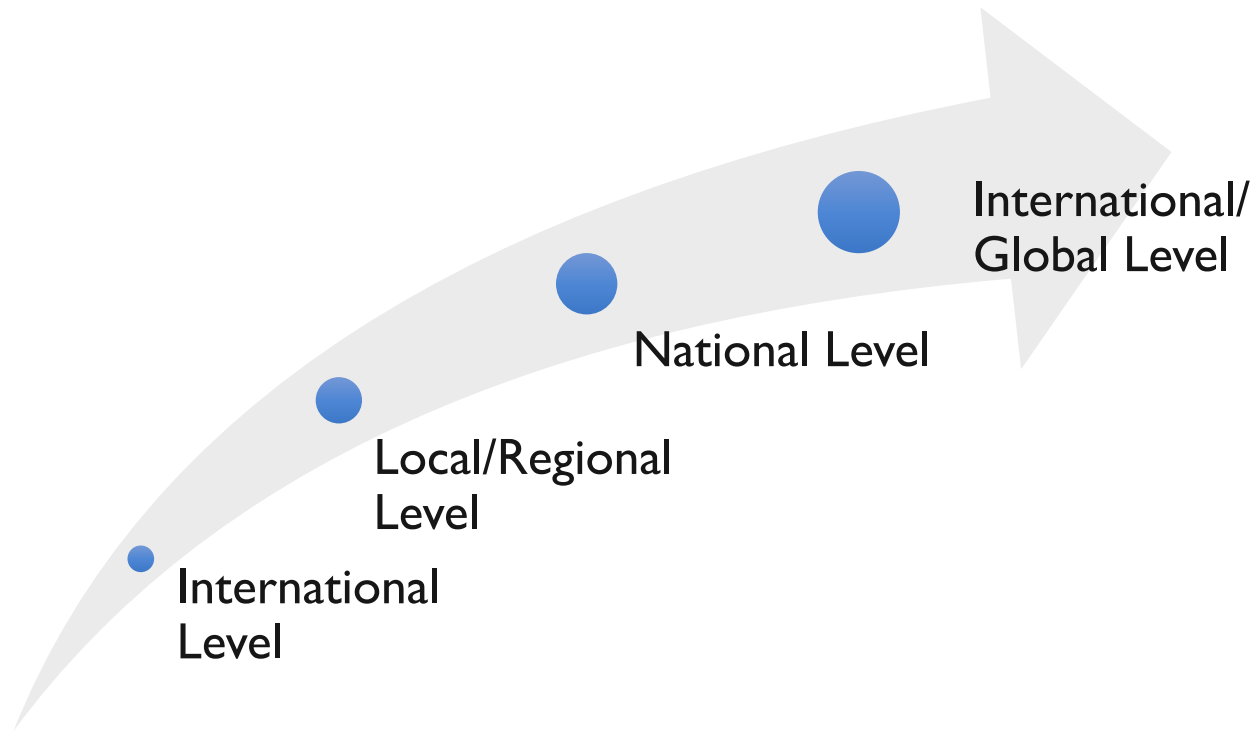 International/
Global Level
National Level
Local/Regional
Level
International
Level